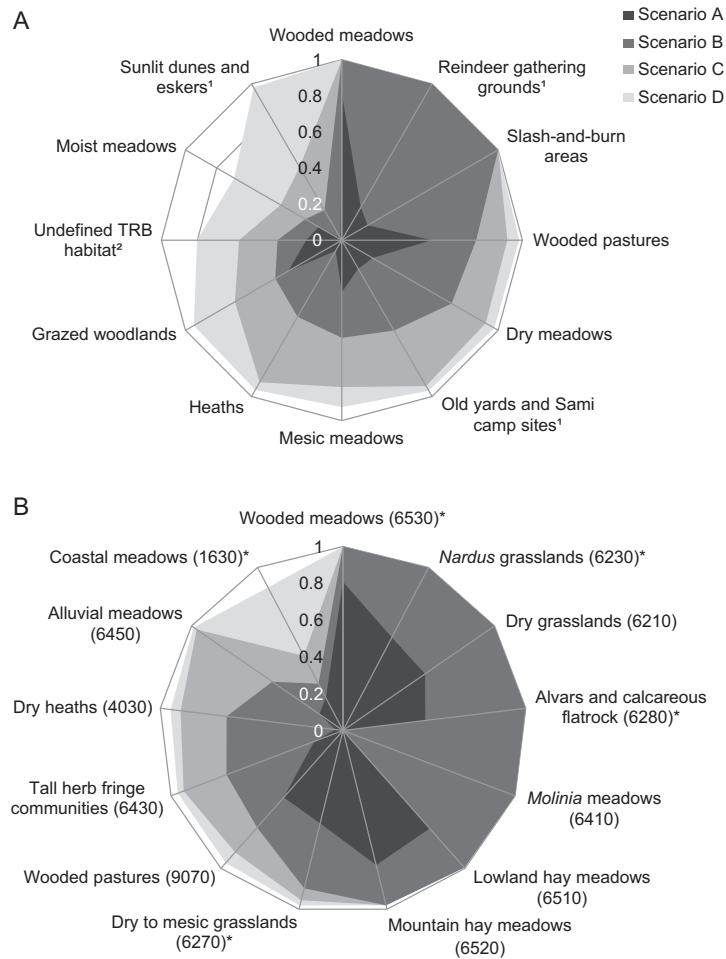 A
Scenario A
Scenario B
Scenario C
Scenario D
Wooded meadows
Reindeer gathering
grounds¹
Slash-and-burn
areas
Wooded pastures
Dry meadows
Old yards and Sami
camp sites¹
Mesic meadows
Heaths
Grazed woodlands
Undefined TRB
habitat²
Moist meadows
Sunlit dunes and
eskers¹
1
0.8
0.6
0.4
0.2
0
B
Wooded meadows (6530)*
Nardus grasslands (6230)*
Dry grasslands (6210)
Alvars and calcareous
flatrock (6280)*
Molinia meadows
(6410)
Lowland hay meadows
(6510)
Mountain hay meadows
(6520)
Dry to mesic grasslands
(6270)*
Wooded pastures (9070)
Tall herb fringe
communities (6430)
Dry heaths (4030)
Alluvial meadows
(6450)
Coastal meadows (1630)*
1
0.8
0.6
0.4
0.2
0